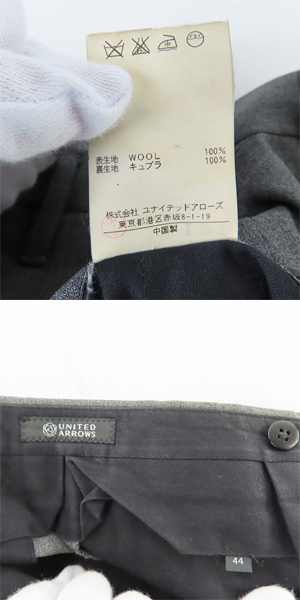 表生地 WOOL 100%
裏生地 キュプラ 100%
株式会社 ユナイテッドアローズ
東京都港区赤坂8-1-19
中国製
UNITED
ARROWS
44